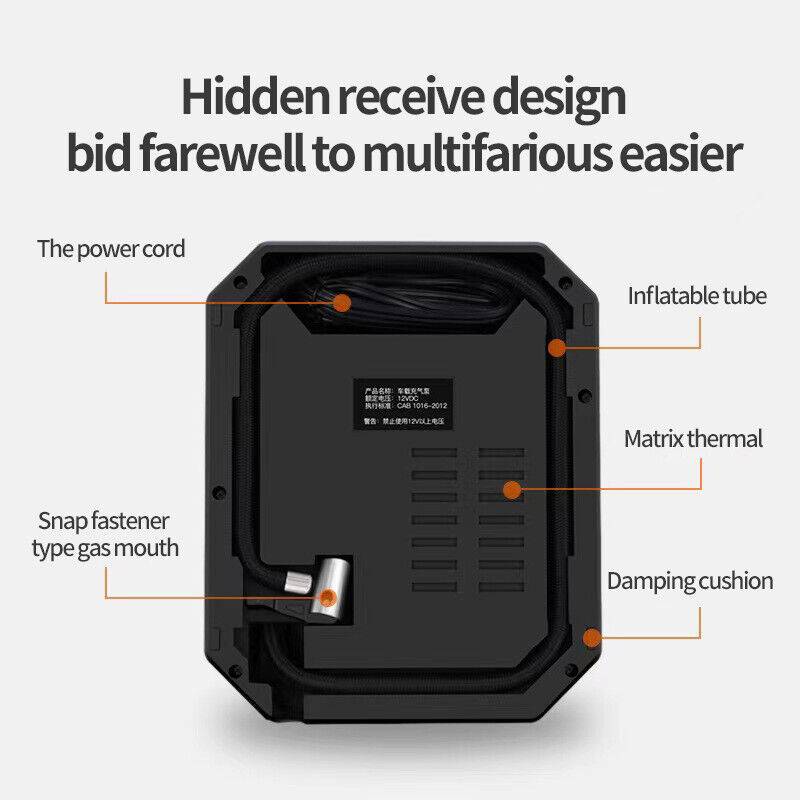 Hidden receive design
bid farewell to multifarious easier
The power cord
Inflatable tube
产品名称：车载充气泵
额定电压：12VDC
执行标准：CAB 1016-2012
警告：禁止使用12V以上电压
Matrix thermal
Snap fastener
type gas mouth
Damping cushion